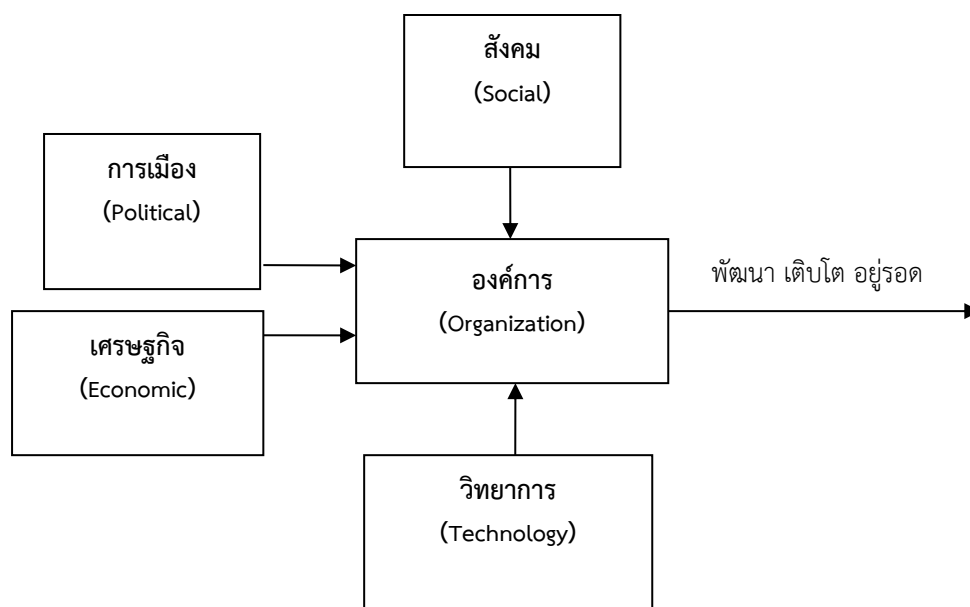 สังคม
(Social)
การเมือง
(Political)
องค์การ
(Organization)
พัฒนา เติบโต อยู่รอด
เศรษฐกิจ
(Economic)
วิทยาการ
(Technology)